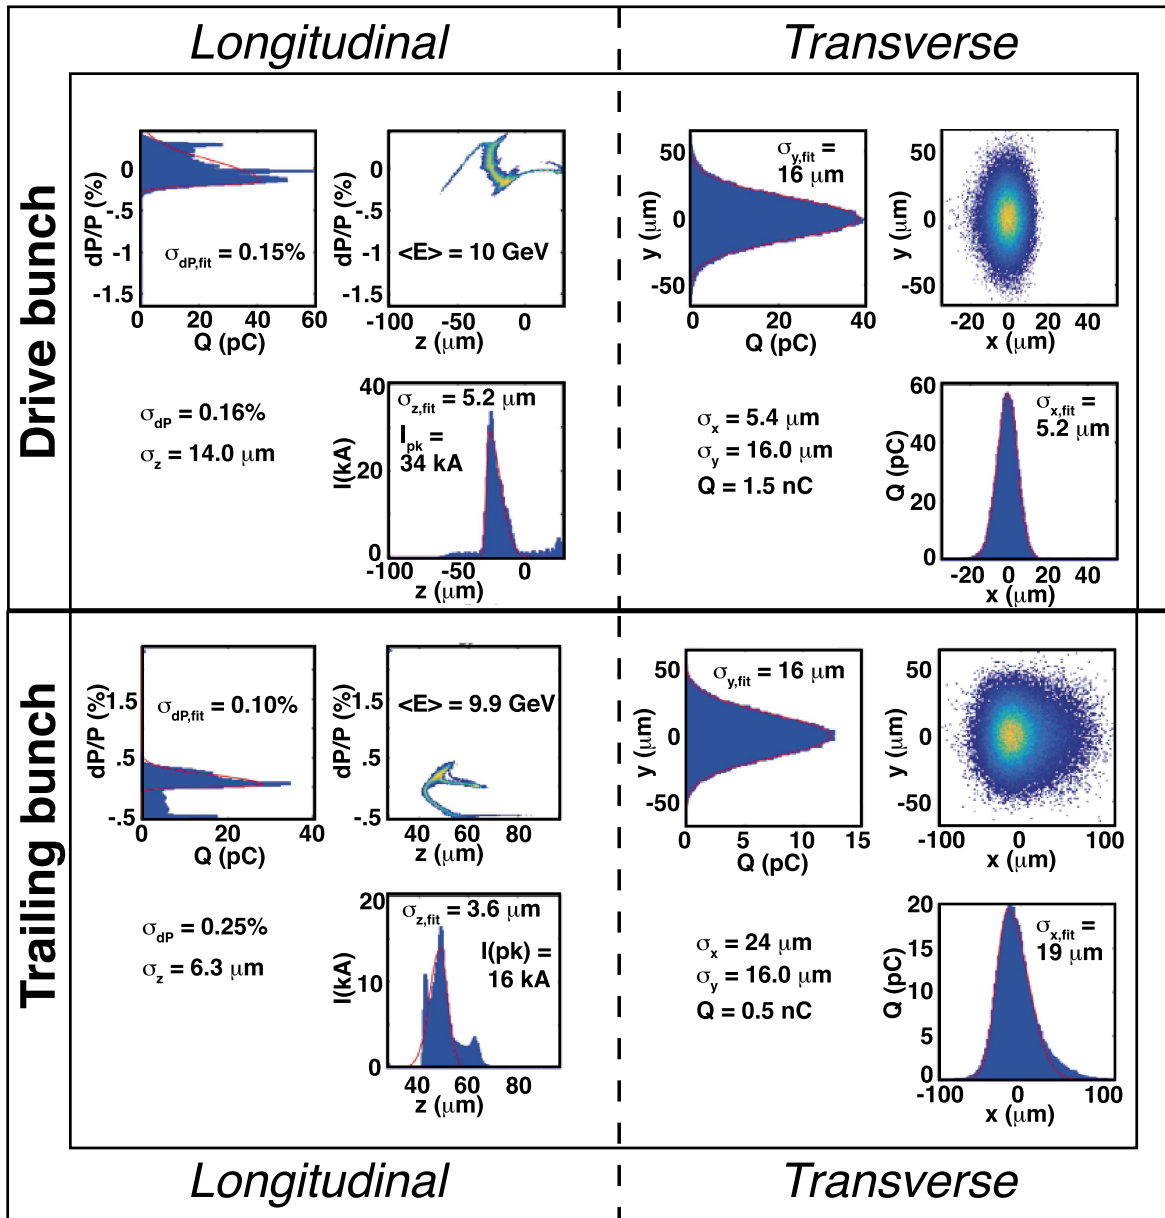 Longitudinal
Transverse
Drive bunch
dP/P (%)
0
-.5
-1
-1.5
σdP,fit = 0.15%
0 20 40 60
Q (pC)
dP/P (%)
0
-.5
-1
-1.5
<E> = 10 GeV
-100 -50 0
z (μm)
y (μm)
50
0
-50
σy,fit =
16 μm
0 10 20 30 40
Q (pC)
y (μm)
50
0
-50
-20 0 20 40
x (μm)
σdP = 0.16%
σz = 14.0 μm
I(kA)
40
20
0
σz,fit = 5.2 μm
Ipk =
34 kA
-100 -50 0
z (μm)
σx = 5.4 μm
σy = 16.0 μm
Q = 1.5 nC
Q (pC)
60
40
20
0
σx,fit =
5.2 μm
-20 0 20 40
x (μm)
Trailing bunch
dP/P (%)
1.5
.5
-.5
σdP,fit = 0.10%
0 20 40
Q (pC)
dP/P (%)
1.5
.5
-.5
<E> = 9.9 GeV
40 60 80
z (μm)
y (μm)
50
0
-50
σy,fit = 16 μm
0 5 10 15
Q (pC)
y (μm)
50
0
-50
-100 0 100
x (μm)
σdP = 0.25%
σz = 6.3 μm
I(kA)
20
10
0
σz,fit = 3.6 μm
I(pk) =
16 kA
40 60 80
z (μm)
σx = 24 μm
σy = 16.0 μm
Q = 0.5 nC
Q (pC)
20
15
10
5
0
σx,fit =
19 μm
-100 0 100
x (μm)
Longitudinal
Transverse